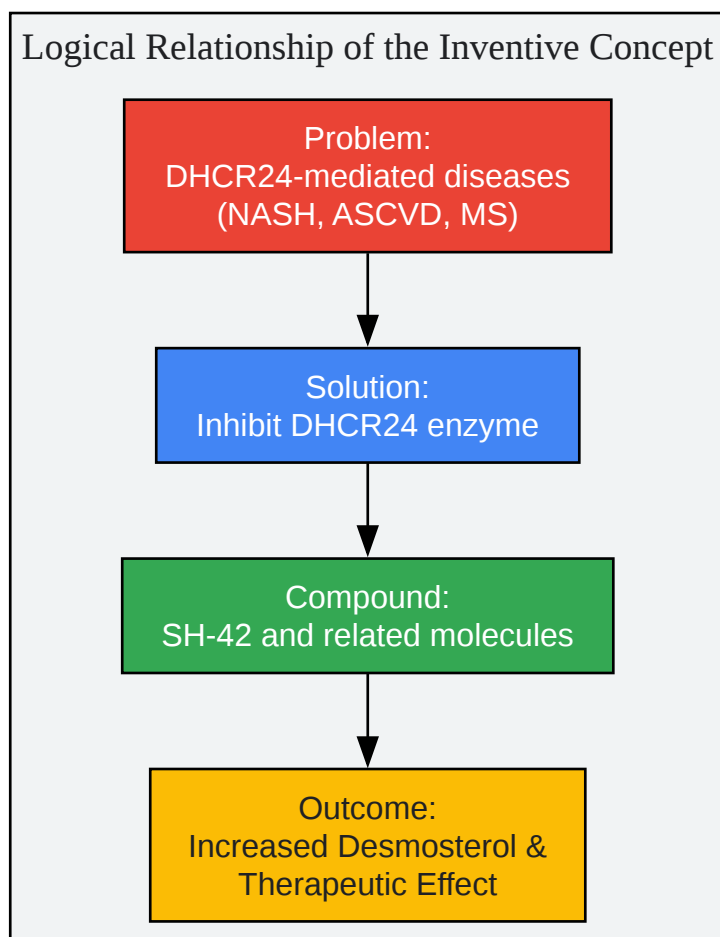 Logical Relationship of the Inventive Concept
Problem:
DHCR24-mediated diseases
(NASH, ASCVD, MS)
Solution:
Inhibit DHCR24 enzyme
Compound:
SH-42 and related molecules
Outcome:
Increased Desmosterol &
Therapeutic Effect